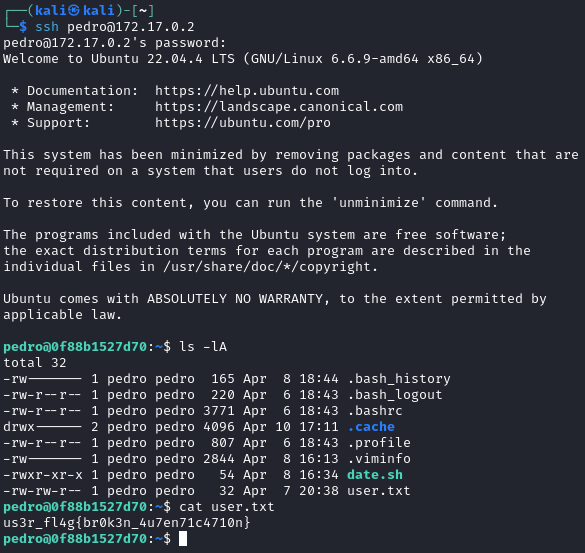 ┌──(kali㉿kali)-[~]
└─$ ssh pedro@172.17.0.2
pedro@172.17.0.2's password:
Welcome to Ubuntu 22.04.4 LTS (GNU/Linux 6.6.9-amd64 x86_64)

 * Documentation:  https://help.ubuntu.com
 * Management:     https://landscape.canonical.com
 * Support:        https://ubuntu.com/pro

This system has been minimized by removing packages and content that are
not required on a system that users do not log into.

To restore this content, you can run the 'unminimize' command.

The programs included with the Ubuntu system are free software;
the exact distribution terms for each program are described in the
individual files in /usr/share/doc/*/copyright.

Ubuntu comes with ABSOLUTELY NO WARRANTY, to the extent permitted by
applicable law.

pedro@0f88b1527d70:~$ ls -lA
total 32
-rw------- 1 pedro pedro  165 Apr  8 18:44 .bash_history
-rw-r--r-- 1 pedro pedro  220 Apr  6 18:43 .bash_logout
-rw-r--r-- 1 pedro pedro 3771 Apr  6 18:43 .bashrc
drwx------ 2 pedro pedro 4096 Apr 10 17:11 .cache
-rw-r--r-- 1 pedro pedro  807 Apr  6 18:43 .profile
-rw------- 1 pedro pedro 2844 Apr  8 16:13 .viminfo
-rwxr-xr-x 1 pedro pedro   54 Apr  8 16:34 date.sh
-rw-rw-r-- 1 pedro pedro   32 Apr  7 20:38 user.txt
pedro@0f88b1527d70:~$ cat user.txt
us3r_fl4g{br0k3n_4u7en71c4710n}
pedro@0f88b1527d70:~$